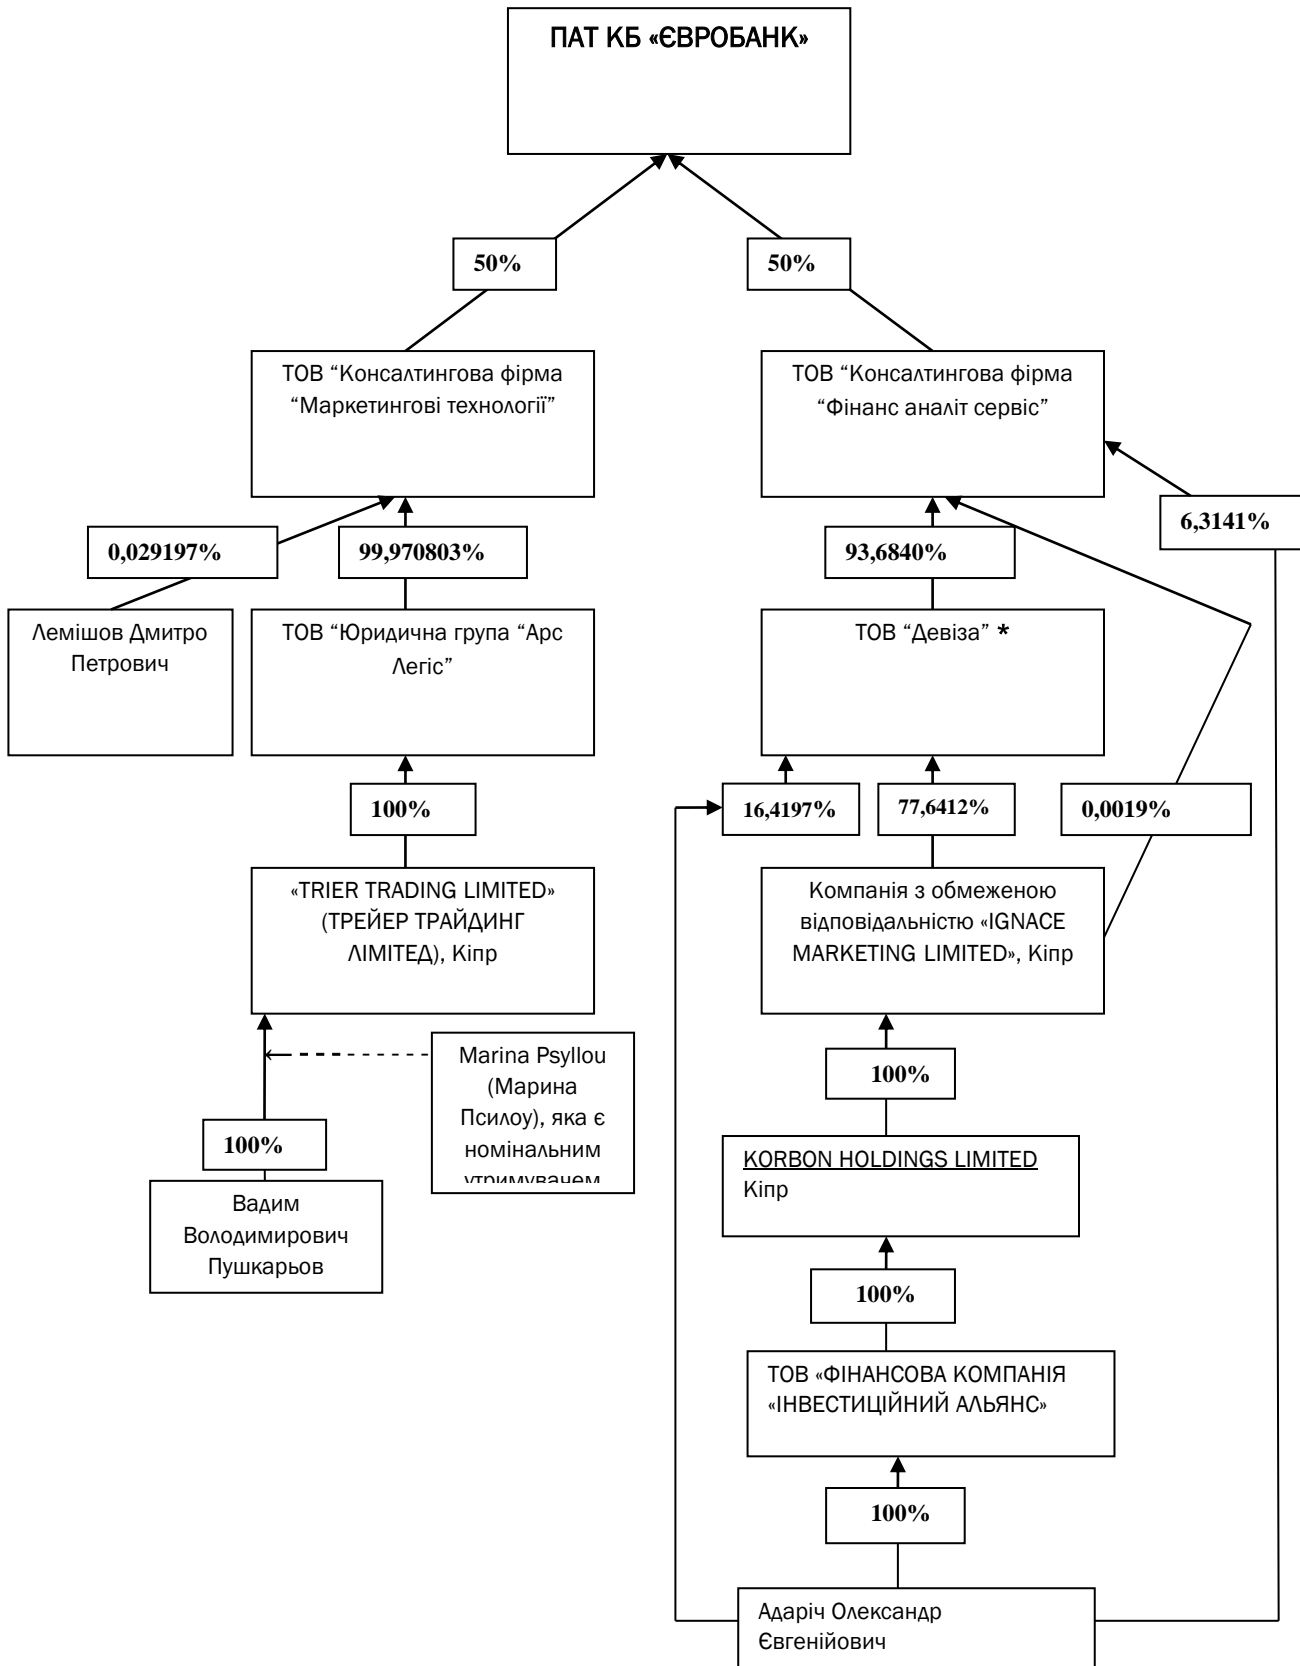 ПАТ КБ «ЄВРОБАНК»
50%
50%
ТОВ “Консалтингова фірма
“Маркетингові технології”
ТОВ “Консалтингова фірма
“Фінанс аналіт сервіс”
0,029197%
99,970803%
93,6840%
6,3141%
Лемішов Дмитро
Петрович
ТОВ “Юридична група “Арс
Легіс”
ТОВ “Девіза” *
100%
16,4197%
77,6412%
0,0019%
«TRIER TRADING LIMITED»
(ТРЕЙЕР ТРАЙДИНГ
ЛІМІТЕД), Кіпр
Компанія з обмеженою
відповідальністю «IGNACE
MARKETING LIMITED», Кіпр
Marina Psyllou
(Марина
Псилоу), яка є
номінальним
утримувачем
100%
100%
Вадим
Володимирович
Пушкарьов
KORBON HOLDINGS LIMITED
Кіпр
100%
ТОВ «ФІНАНСОВА КОМПАНІЯ
«ІНВЕСТИЦІЙНИЙ АЛЬЯНС»
100%
Адаріч Олександр
Євгенійович